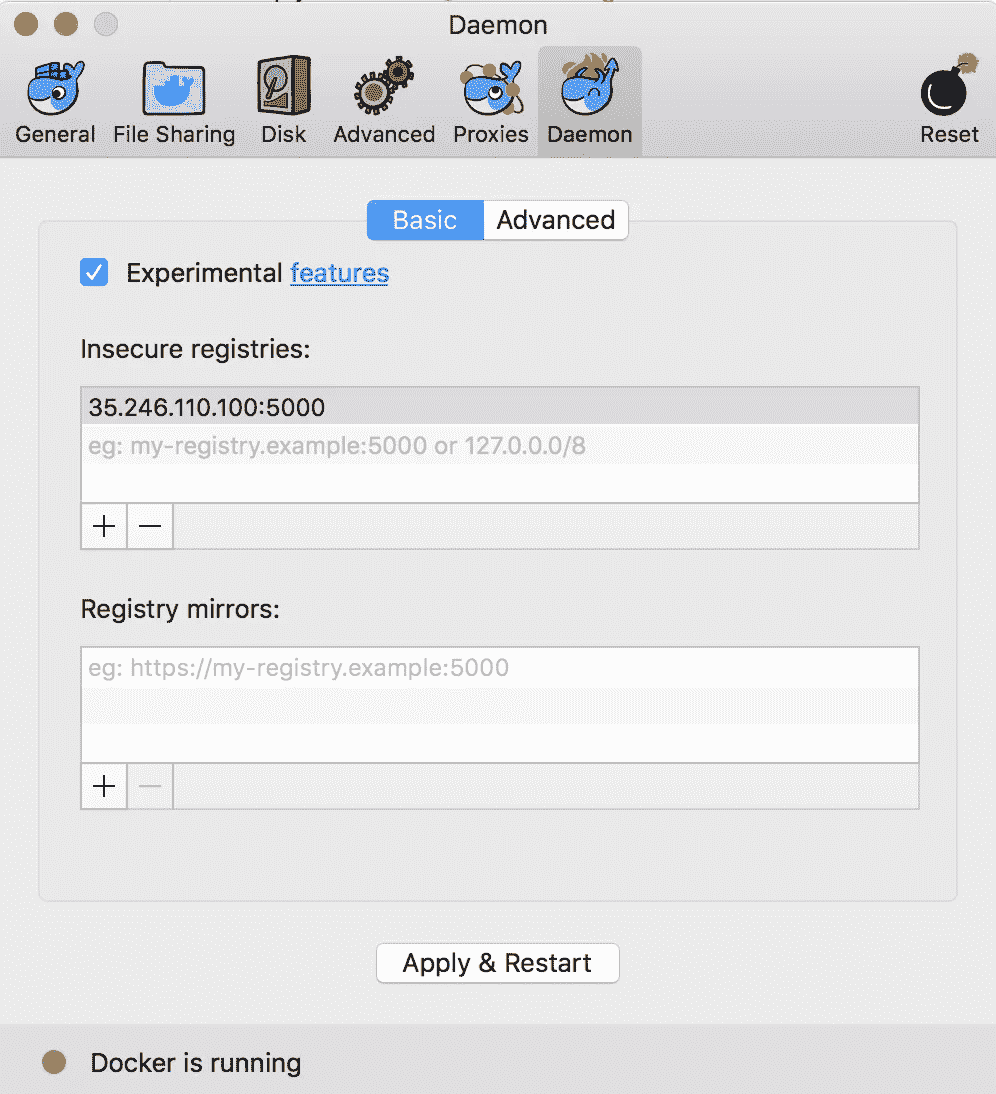 Daemon
General File Sharing Disk Advanced Proxies Daemon Reset
Basic Advanced
Experimental features
Insecure registries:
35.246.110.100:5000
eg: my-registry.example:5000 or 127.0.0.0/8
Registry mirrors:
eg: https://my-registry.example:5000
Apply & Restart
Docker is running